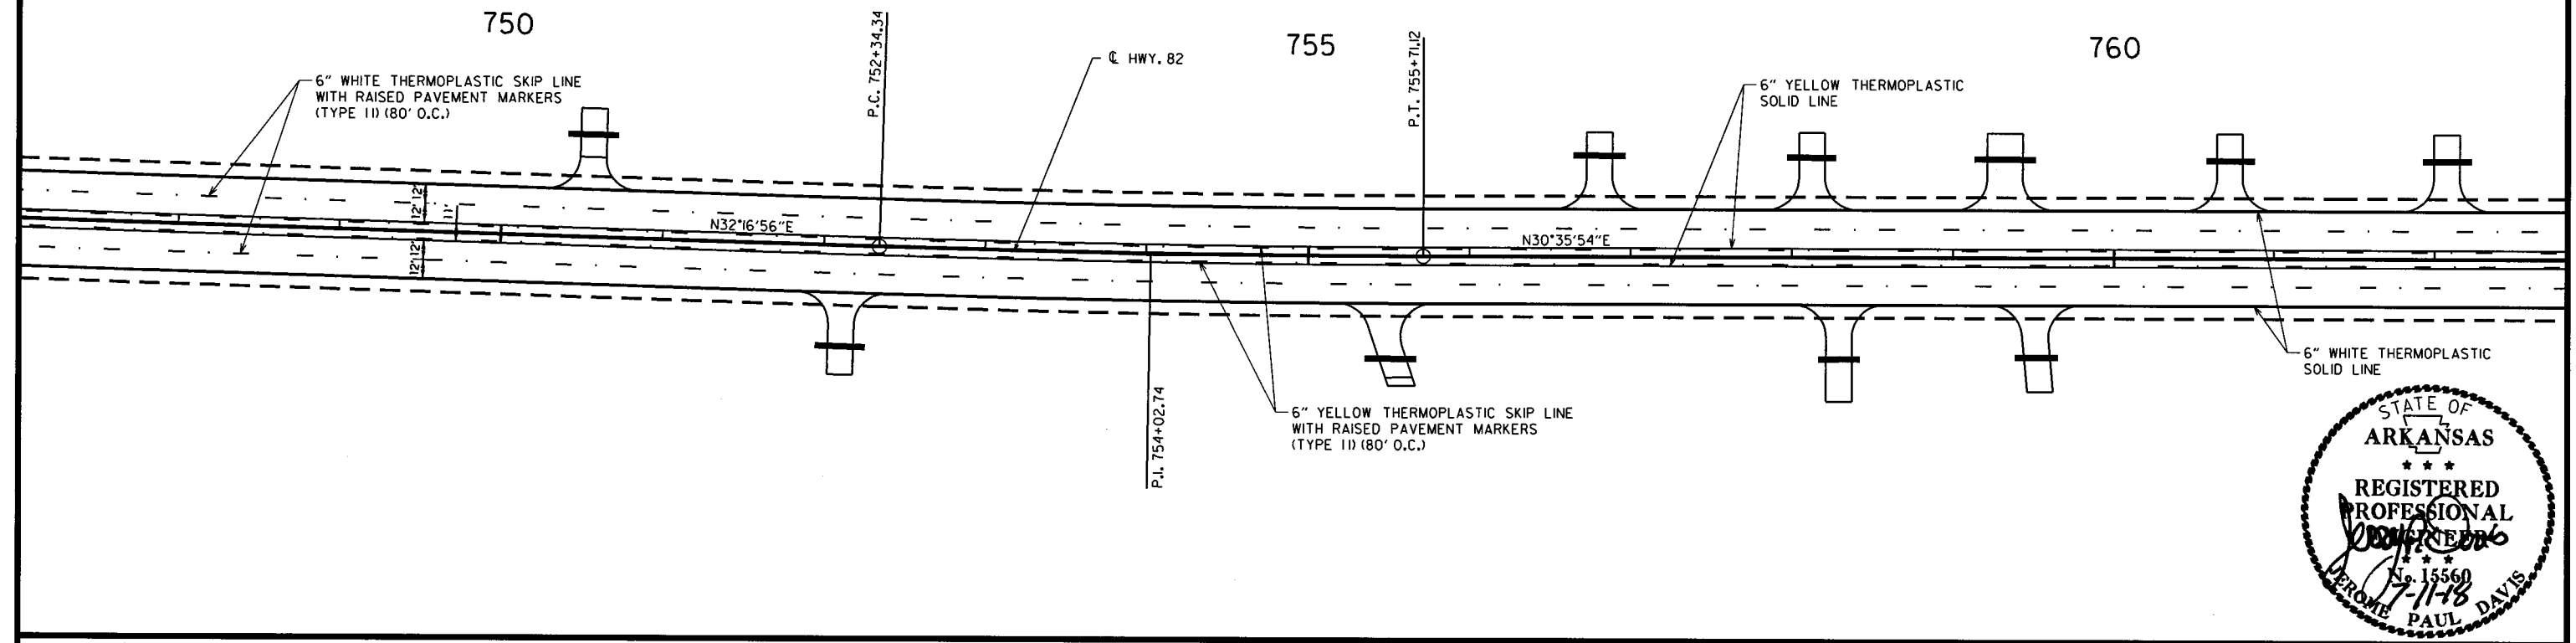 750
755
760
6" WHITE THERMOPLASTIC SKIP LINE
WITH RAISED PAVEMENT MARKERS
(TYPE II) (80' O.C.)
P.C. 752+34.34
℄ HWY. 82
P.T. 755+71.12
6" YELLOW THERMOPLASTIC
SOLID LINE
12' 12'
11'
12' 12'
N32°16'56"E
N30°35'54"E
P.I. 754+02.74
6" YELLOW THERMOPLASTIC SKIP LINE
WITH RAISED PAVEMENT MARKERS
(TYPE II) (80' O.C.)
6" WHITE THERMOPLASTIC
SOLID LINE
STATE OF
ARKANSAS
REGISTERED
PROFESSIONAL
ENGINEER
No. 15560
7-11-18
JEROME PAUL DAVIS